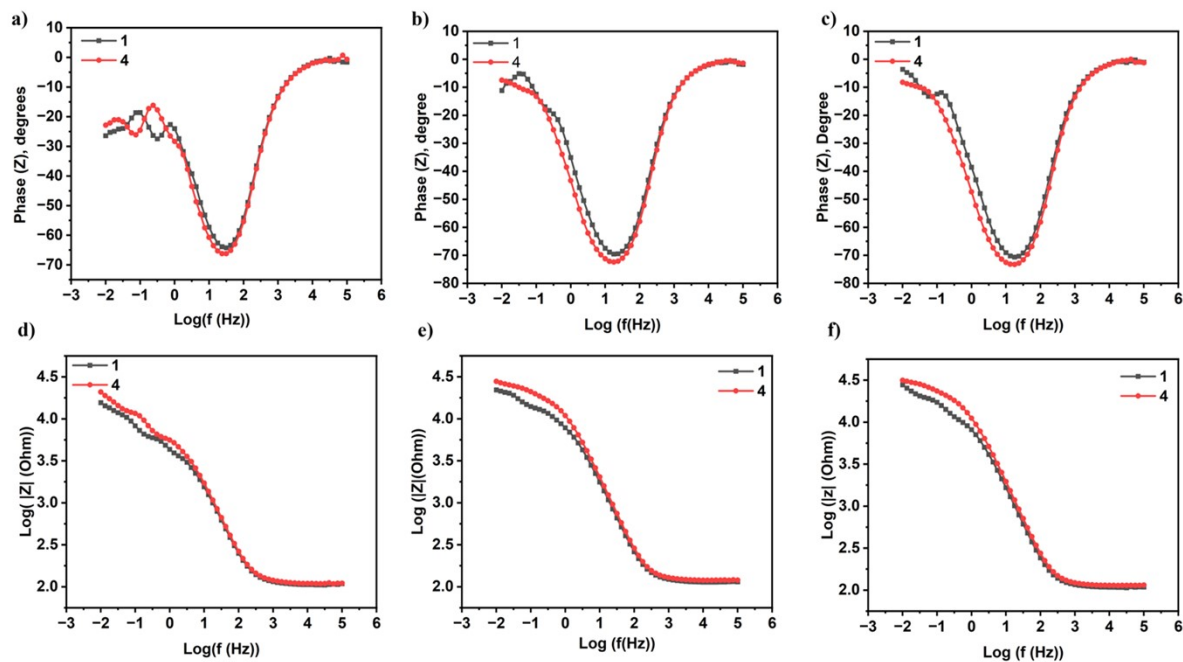 a)
1
4
0
−10
−20
−30
−40
−50
−60
−70
Phase (Z), degrees
−3 −2 −1 0 1 2 3 4 5 6
Log(f (Hz))
b)
1
4
10
0
−10
−20
−30
−40
−50
−60
−70
−80
Phase (Z), degree
−3 −2 −1 0 1 2 3 4 5 6
Log (f(Hz))
c)
1
4
10
0
−10
−20
−30
−40
−50
−60
−70
−80
Phase (Z), Degree
−3 −2 −1 0 1 2 3 4 5 6
Log (f (Hz))
d)
1
4
4.5
4.0
3.5
3.0
2.5
2.0
Log( |Z| (Ohm))
−3 −2 −1 0 1 2 3 4 5 6
Log(f (Hz))
e)
1
4
4.5
4.0
3.5
3.0
2.5
2.0
Log (|Z|(Ohm))
−3 −2 −1 0 1 2 3 4 5 6
Log (f(Hz))
f)
1
4
4.5
4.0
3.5
3.0
2.5
2.0
Log (|z| (Ohm))
−3 −2 −1 0 1 2 3 4 5 6
Log (f (Hz))